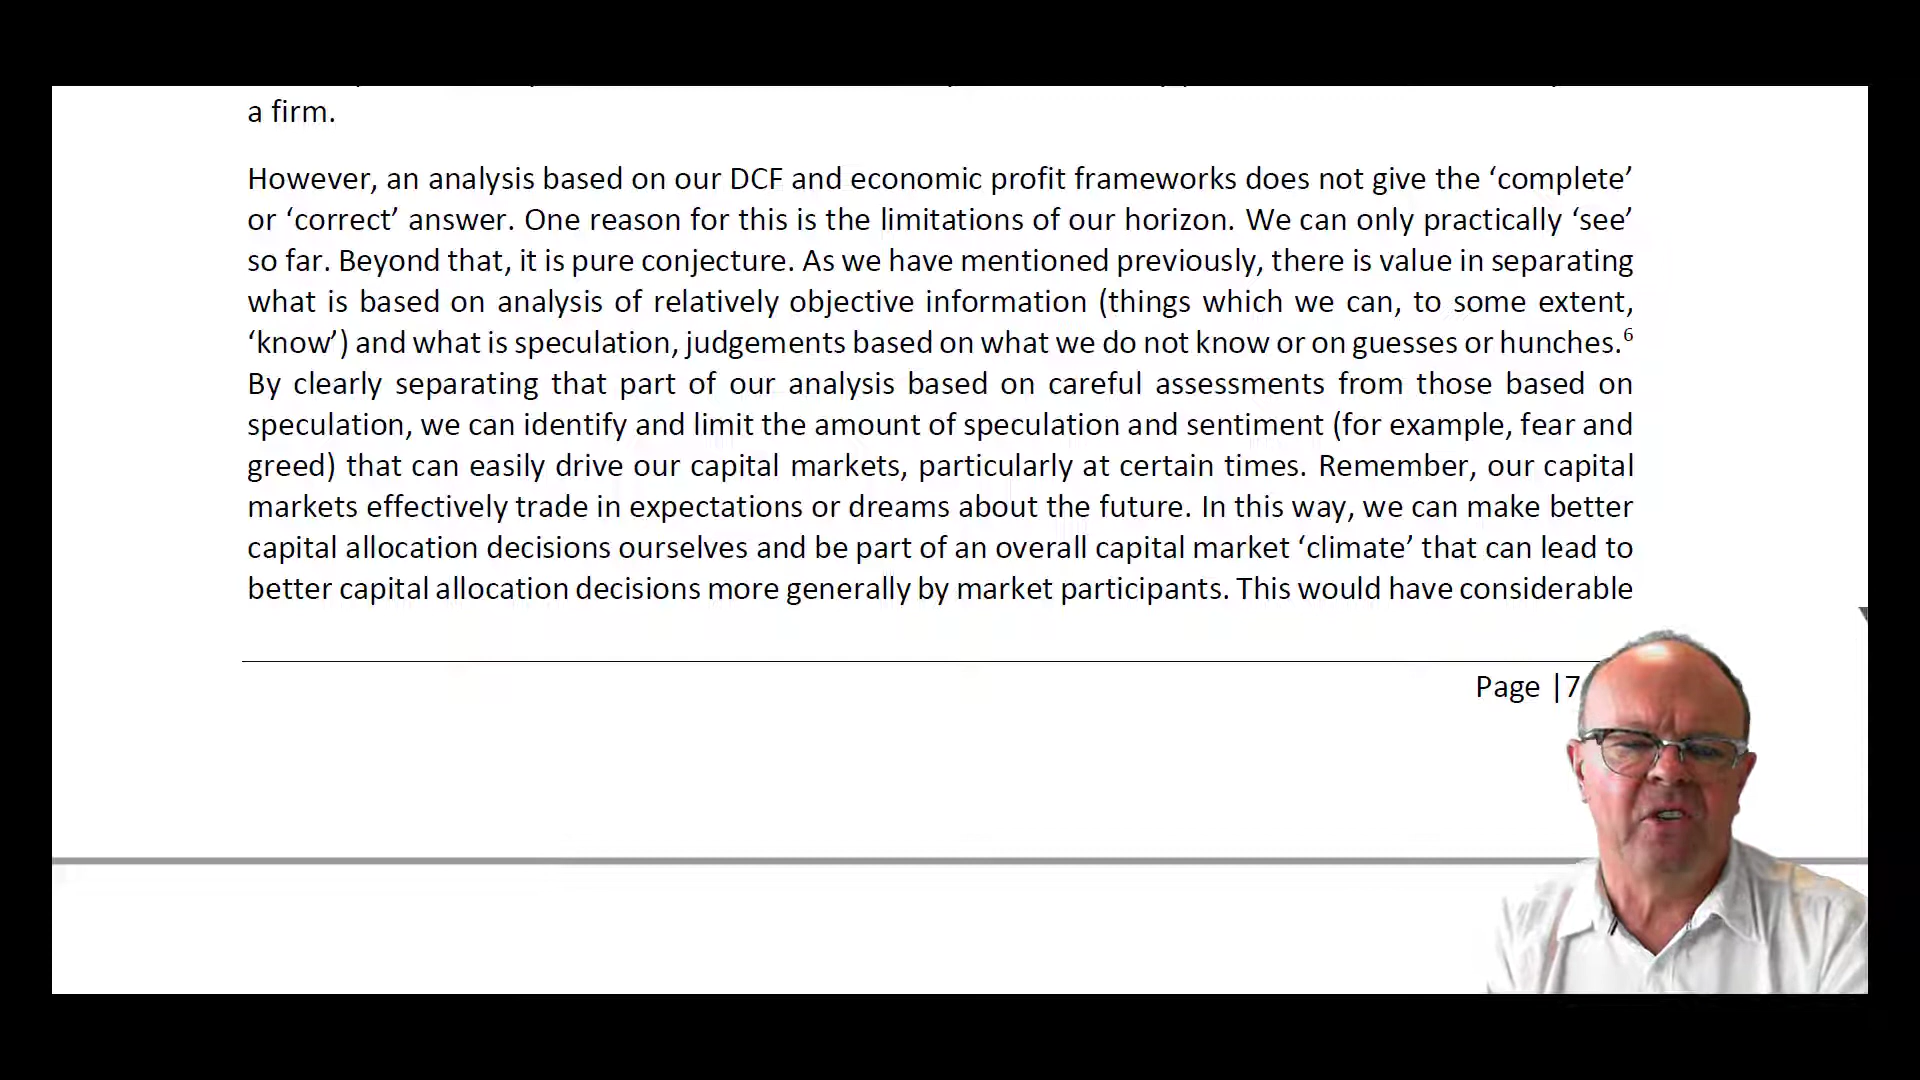 a firm.
However, an analysis based on our DCF and economic profit frameworks does not give the ‘complete’
or ‘correct’ answer. One reason for this is the limitations of our horizon. We can only practically ‘see’
so far. Beyond that, it is pure conjecture. As we have mentioned previously, there is value in separating
what is based on analysis of relatively objective information (things which we can, to some extent,
‘know’) and what is speculation, judgements based on what we do not know or on guesses or hunches.6
By clearly separating that part of our analysis based on careful assessments from those based on
speculation, we can identify and limit the amount of speculation and sentiment (for example, fear and
greed) that can easily drive our capital markets, particularly at certain times. Remember, our capital
markets effectively trade in expectations or dreams about the future. In this way, we can make better
capital allocation decisions ourselves and be part of an overall capital market ‘climate’ that can lead to
better capital allocation decisions more generally by market participants. This would have considerable
Page |7